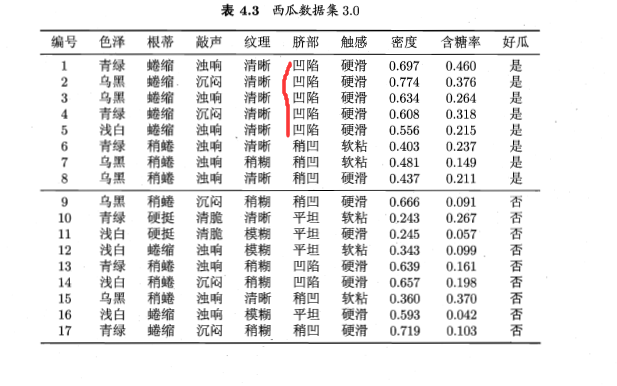 表 4.3 西瓜数据集 3.0
编号 色泽 根蒂 敲声 纹理 脐部 触感 密度 含糖率 好瓜
1 青绿 蜷缩 浊响 清晰 凹陷 硬滑 0.697 0.460 是
2 乌黑 蜷缩 沉闷 清晰 凹陷 硬滑 0.774 0.376 是
3 乌黑 蜷缩 浊响 清晰 凹陷 硬滑 0.634 0.264 是
4 青绿 蜷缩 沉闷 清晰 凹陷 硬滑 0.608 0.318 是
5 浅白 蜷缩 浊响 清晰 凹陷 硬滑 0.556 0.215 是
6 青绿 稍蜷 浊响 清晰 稍凹 软粘 0.403 0.237 是
7 乌黑 稍蜷 浊响 稍糊 稍凹 软粘 0.481 0.149 是
8 乌黑 稍蜷 浊响 清晰 稍凹 硬滑 0.437 0.211 是
9 乌黑 稍蜷 沉闷 稍糊 稍凹 硬滑 0.666 0.091 否
10 青绿 硬挺 清脆 清晰 平坦 软粘 0.243 0.267 否
11 浅白 硬挺 清脆 模糊 平坦 硬滑 0.245 0.057 否
12 浅白 蜷缩 浊响 模糊 平坦 软粘 0.343 0.099 否
13 青绿 稍蜷 浊响 稍糊 凹陷 硬滑 0.639 0.161 否
14 浅白 稍蜷 沉闷 稍糊 凹陷 硬滑 0.657 0.198 否
15 乌黑 稍蜷 浊响 清晰 稍凹 软粘 0.360 0.370 否
16 浅白 蜷缩 浊响 模糊 平坦 硬滑 0.593 0.042 否
17 青绿 蜷缩 沉闷 稍糊 稍凹 硬滑 0.719 0.103 否